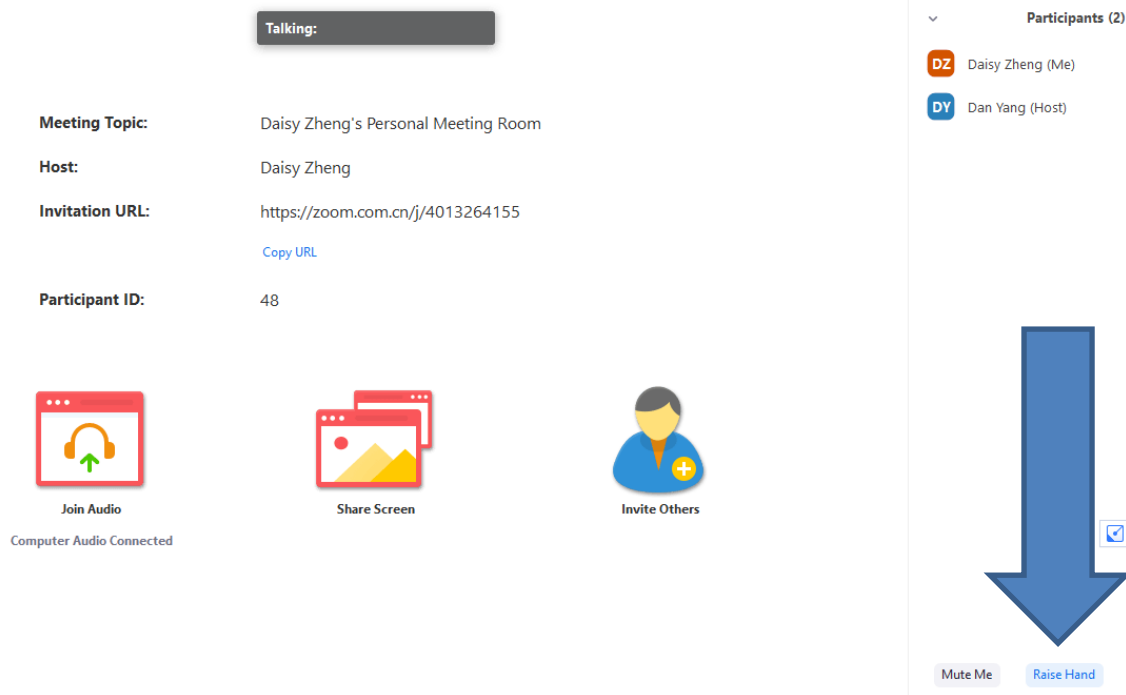 Talking:
Meeting Topic: Daisy Zheng's Personal Meeting Room
Host: Daisy Zheng
Invitation URL: https://zoom.com.cn/j/4013264155
Copy URL
Participant ID: 48
Join Audio
Computer Audio Connected
Share Screen
Invite Others
Participants (2)
DZ Daisy Zheng (Me)
DY Dan Yang (Host)
Mute Me Raise Hand